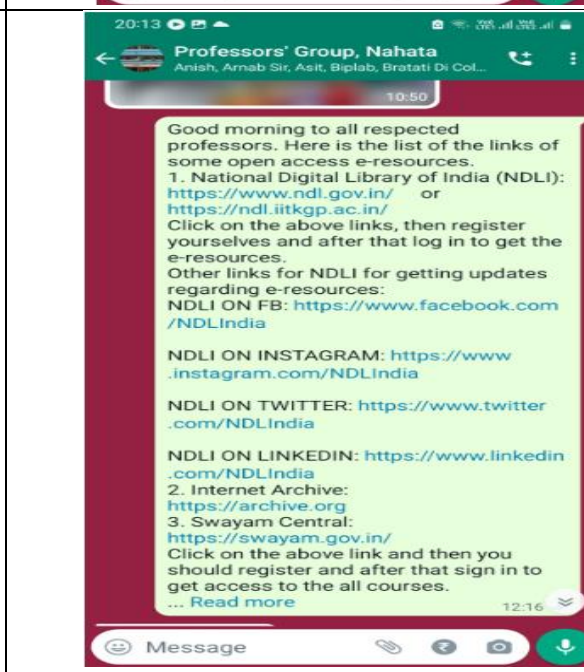 20:13
Professors' Group, Nahata
Anish, Arnab Sir, Asit, Biplab, Bratati Di Col...
10:50
Good morning to all respected
professors. Here is the list of the links of
some open access e-resources.
1. National Digital Library of India (NDLI):
https://www.ndl.gov.in/ or
https://ndl.iitkgp.ac.in/
Click on the above links, then register
yourselves and after that log in to get the
e-resources.
Other links for NDLI for getting updates
regarding e-resources:
NDLI ON FB: https://www.facebook.com
/NDLIndia
NDLI ON INSTAGRAM: https://www
.instagram.com/NDLIndia
NDLI ON TWITTER: https://www.twitter
.com/NDLIndia
NDLI ON LINKEDIN: https://www.linkedin
.com/NDLIndia
2. Internet Archive:
https://archive.org
3. Swayam Central:
https://swayam.gov.in/
Click on the above link and then you
should register and after that sign in to
get access to the all courses.
... Read more
12:16
Message